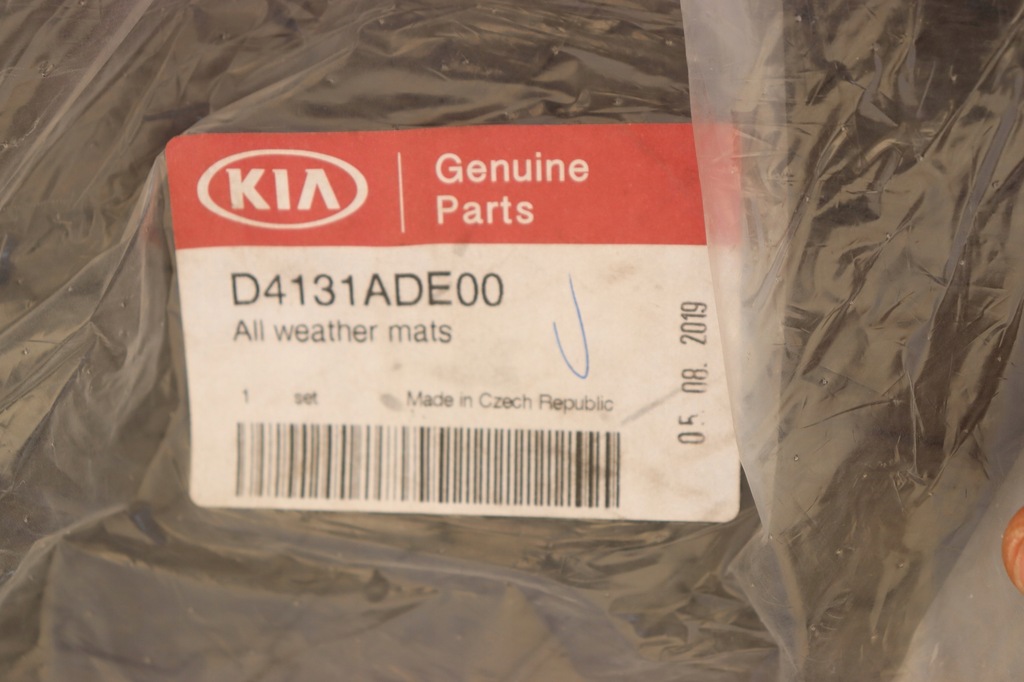 KIA
Genuine
Parts
D4131ADE00
All weather mats
1 set Made in Czech Republic
05. 08. 2019